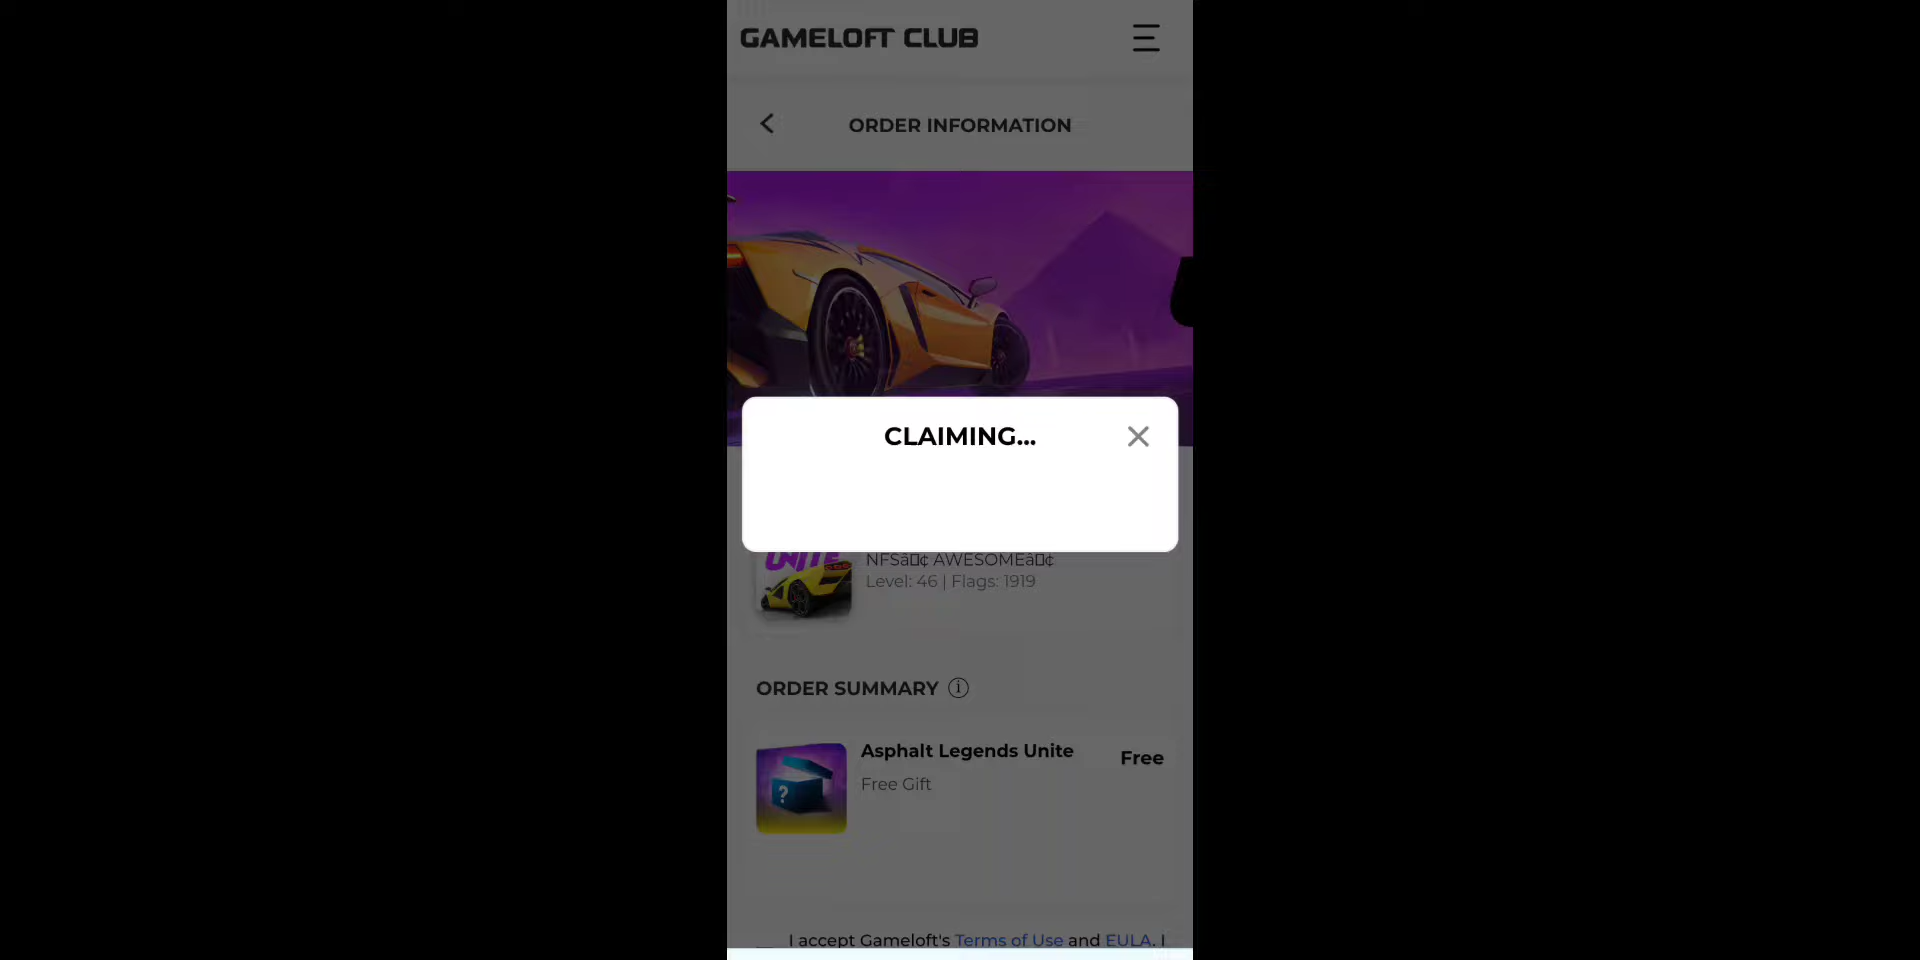 GAMELOFT CLUB
ORDER INFORMATION
CLAIMING...
UNITE
NFSâ¢ AWESOMEâ¢
Level: 46 | Flags: 1919
ORDER SUMMARY
?
Asphalt Legends Unite
Free
Free Gift
I accept Gameloft's Terms of Use and EULA. I